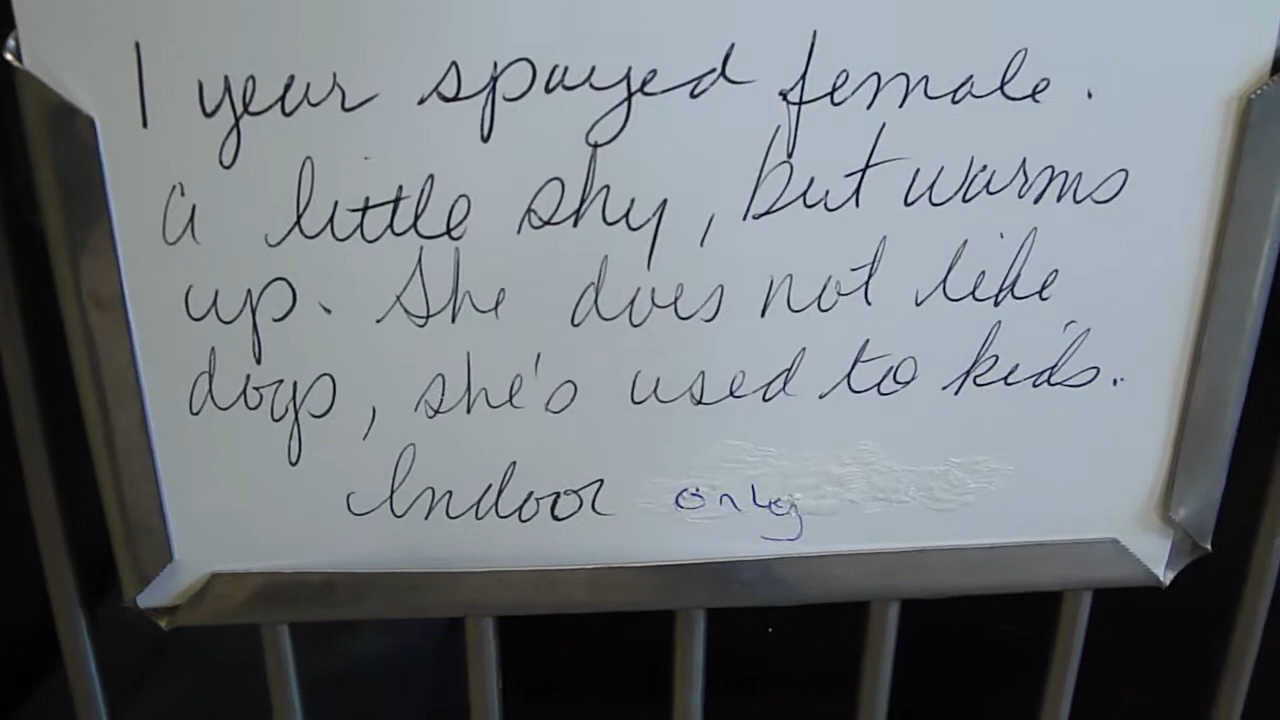 1 year spayed female.
a little shy, but warms
up. She does not like
dogs, she's used to kids.
Indoor only